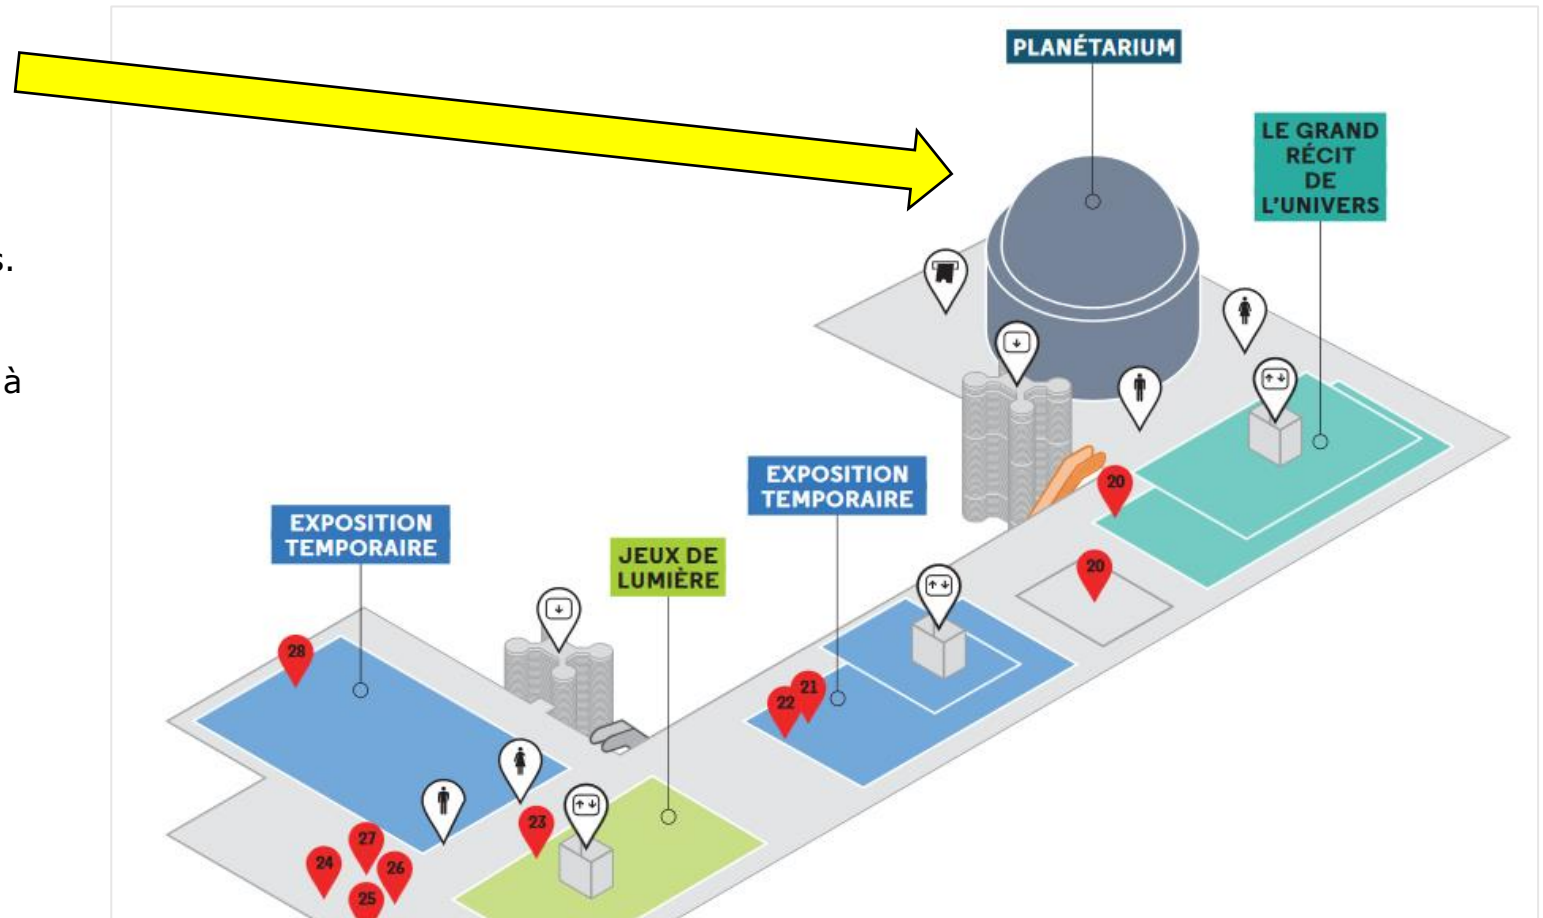 PLANÉTARIUM
LE GRAND
RÉCIT
DE
L'UNIVERS
s.
à
EXPOSITION
TEMPORAIRE
20
EXPOSITION
TEMPORAIRE
JEUX DE
LUMIÈRE
20
28
21
22
23
27
24
26
25